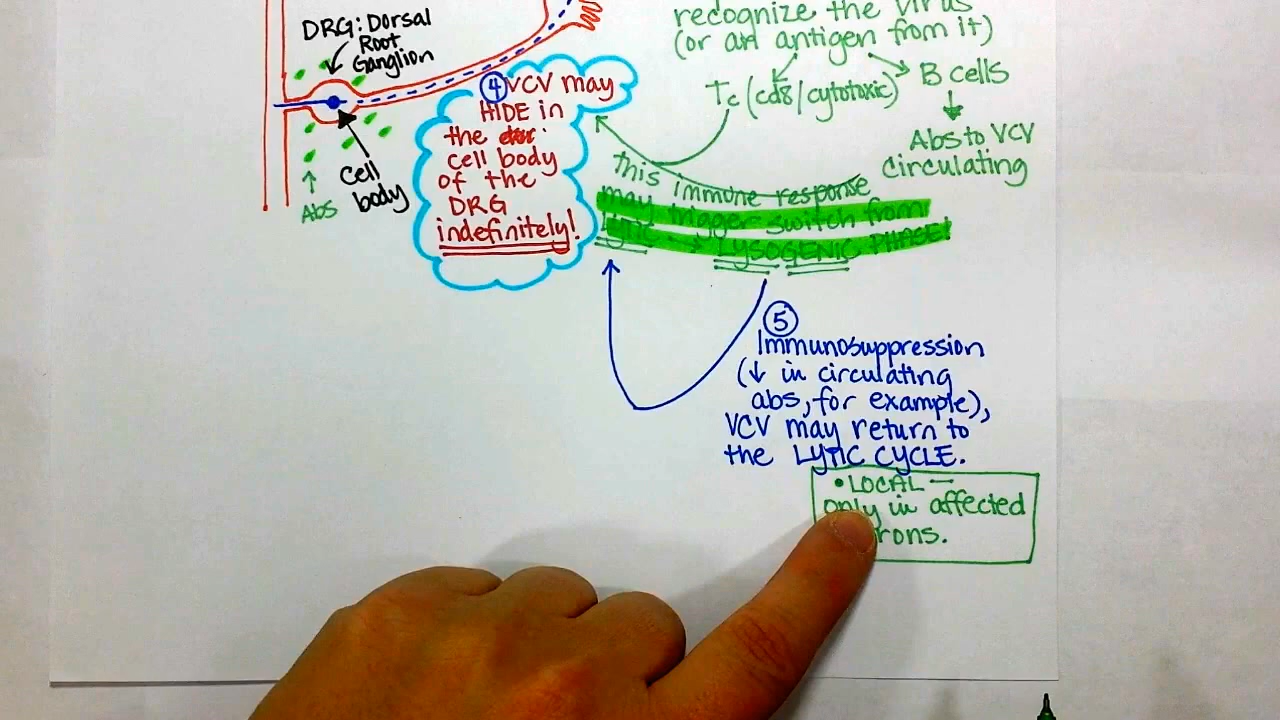 DRG: Dorsal
Root
Ganglion
Cell
body
Abs
④ VCV may
HIDE in
the
cell body
of the
DRG
indefinitely!
recognize the virus
(or an antigen from it)
Tc (cd8/cytotoxic)
B cells
Abs to VCV
circulating
this immune response
may trigger switch from
lytic → LYSOGENIC PHASE!
⑤
Immunosuppression
(↓ in circulating
abs, for example),
VCV may return to
the LYTIC CYCLE.
• LOCAL —
only in affected
rons.